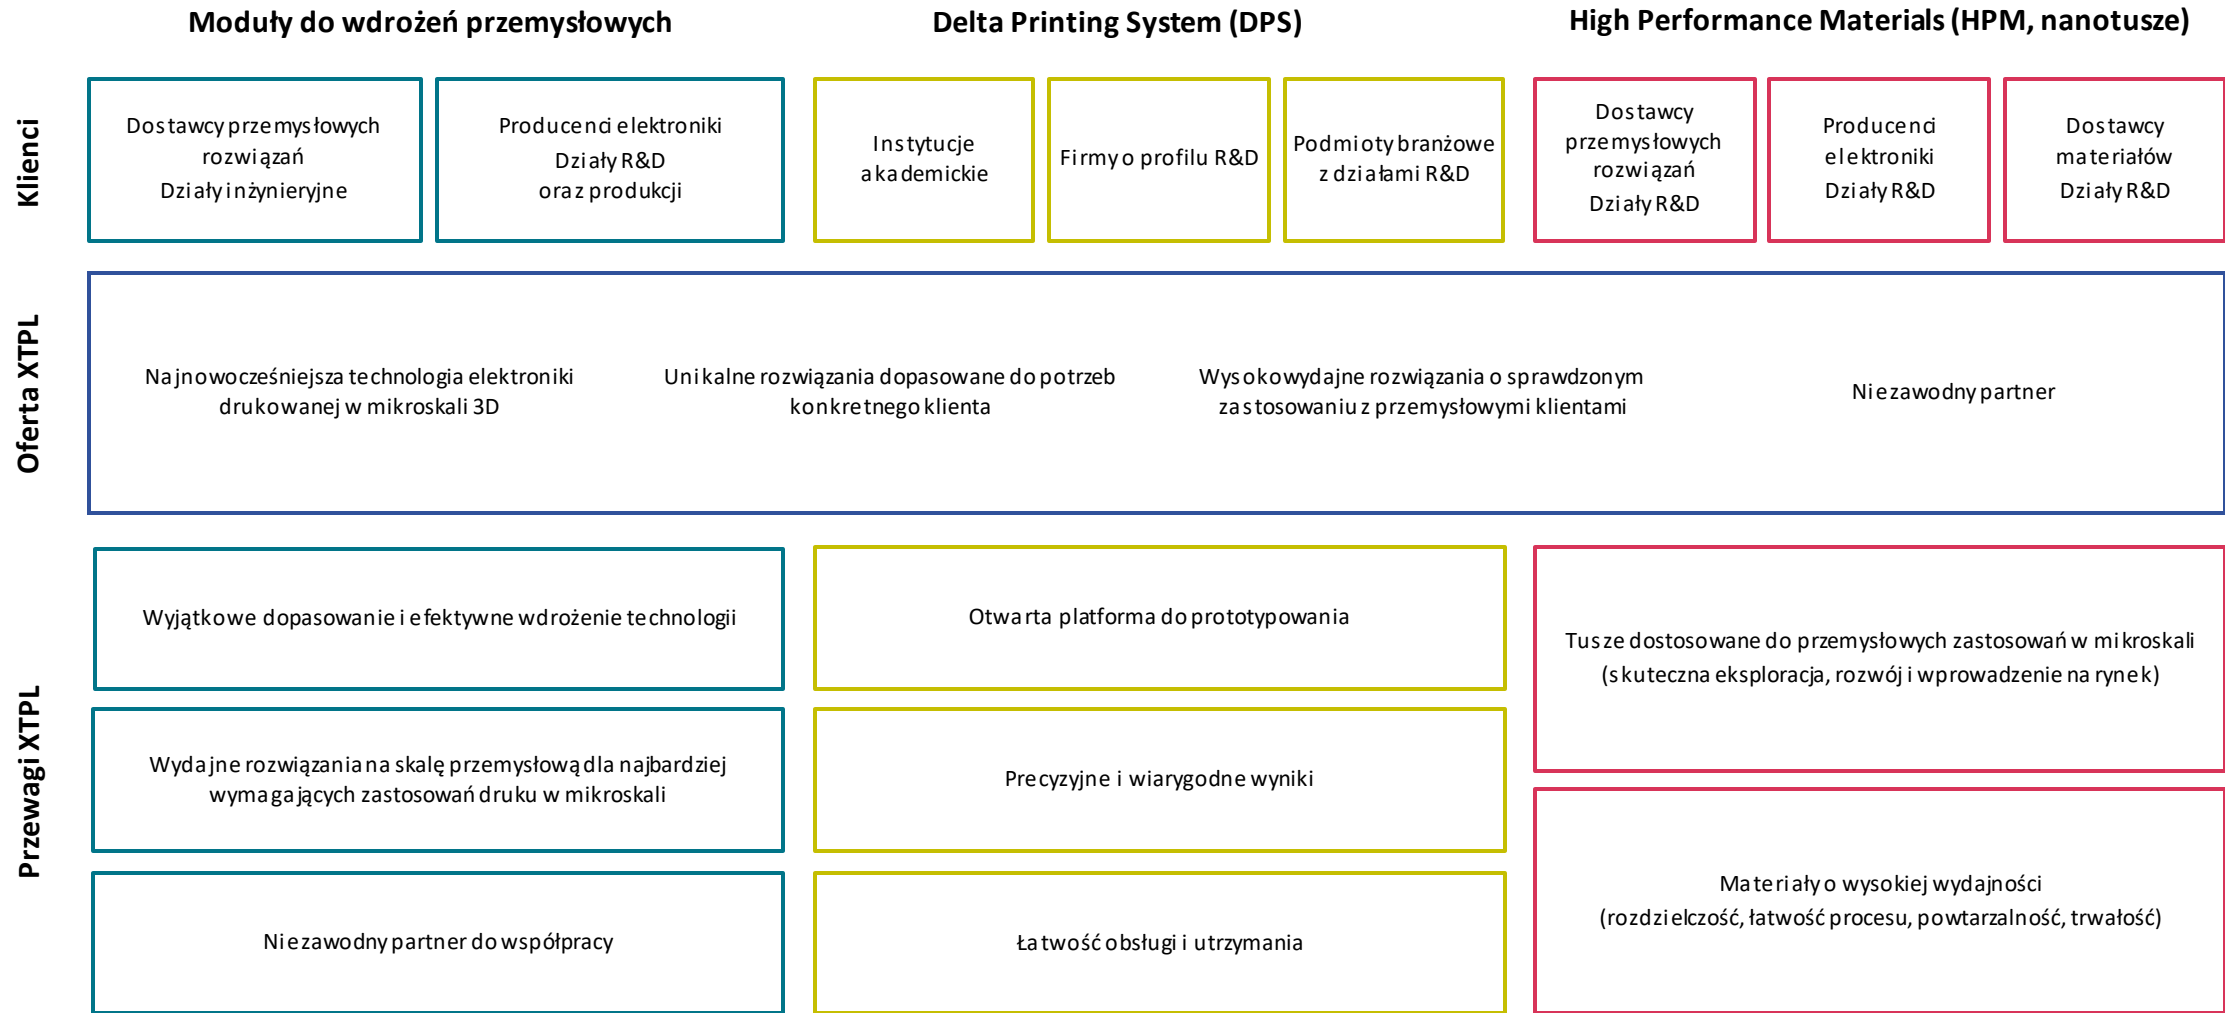 Moduły do wdrożeń przemysłowych
Delta Printing System (DPS)
High Performance Materials (HPM, nanotusze)
Klienci
Dostawcy przemysłowych
rozwiązań
Działy inżynieryjne
Producenci elektroniki
Działy R&D
oraz produkcji
Instytucje
akademickie
Firmy o profilu R&D
Podmioty branżowe
z działami R&D
Dostawcy
przemysłowych
rozwiązań
Działy R&D
Producenci
elektroniki
Działy R&D
Dostawcy
materiałów
Działy R&D
Oferta XTPL
Najnowocześniejsza technologia elektroniki
drukowanej w mikroskali 3D
Unikalne rozwiązania dopasowane do potrzeb
konkretnego klienta
Wysokowydajne rozwiązania o sprawdzonym
zastosowaniu z przemysłowymi klientami
Niezawodny partner
Przewagi XTPL
Wyjątkowe dopasowanie i efektywne wdrożenie technologii
Wydajne rozwiązania na skalę przemysłową dla najbardziej
wymagających zastosowań druku w mikroskali
Niezawodny partner do współpracy
Otwarta platforma do prototypowania
Precyzyjne i wiarygodne wyniki
Łatwość obsługi i utrzymania
Tusze dostosowane do przemysłowych zastosowań w mikroskali
(skuteczna eksploracja, rozwój i wprowadzenie na rynek)
Materiały o wysokiej wydajności
(rozdzielczość, łatwość procesu, powtarzalność, trwałość)